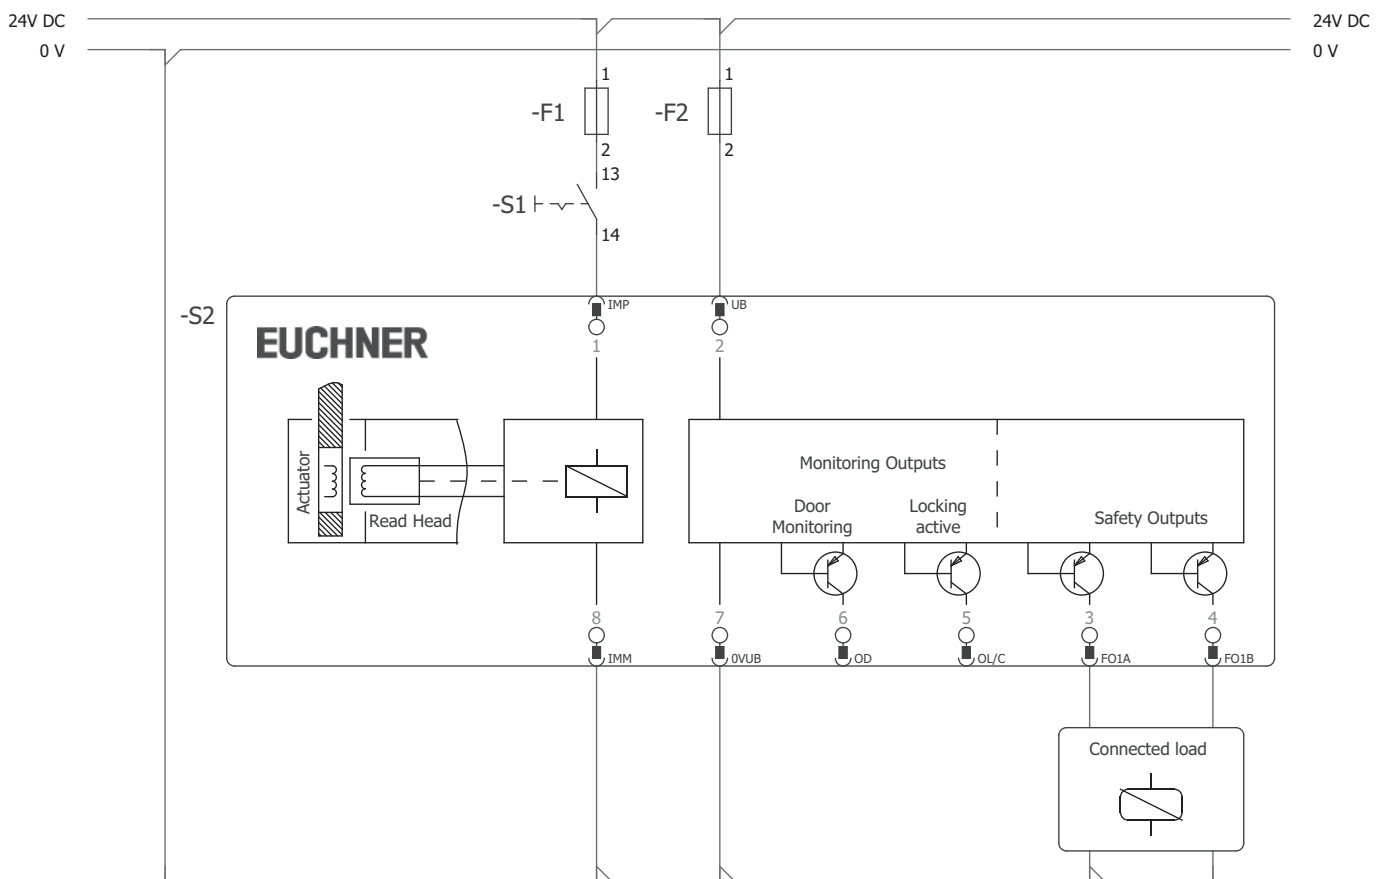 24V DC 24V DC
0 V 0 V
1 1
-F1 -F2
2 2
13
-S1
14
-S2
IMP UB
EUCHNER
1 2
Actuator
Read Head
Monitoring Outputs
Door
Monitoring
Locking
active
Safety Outputs
8 7 6 5 3 4
IMM 0VUB OD OL/C FO1A FO1B
Connected load